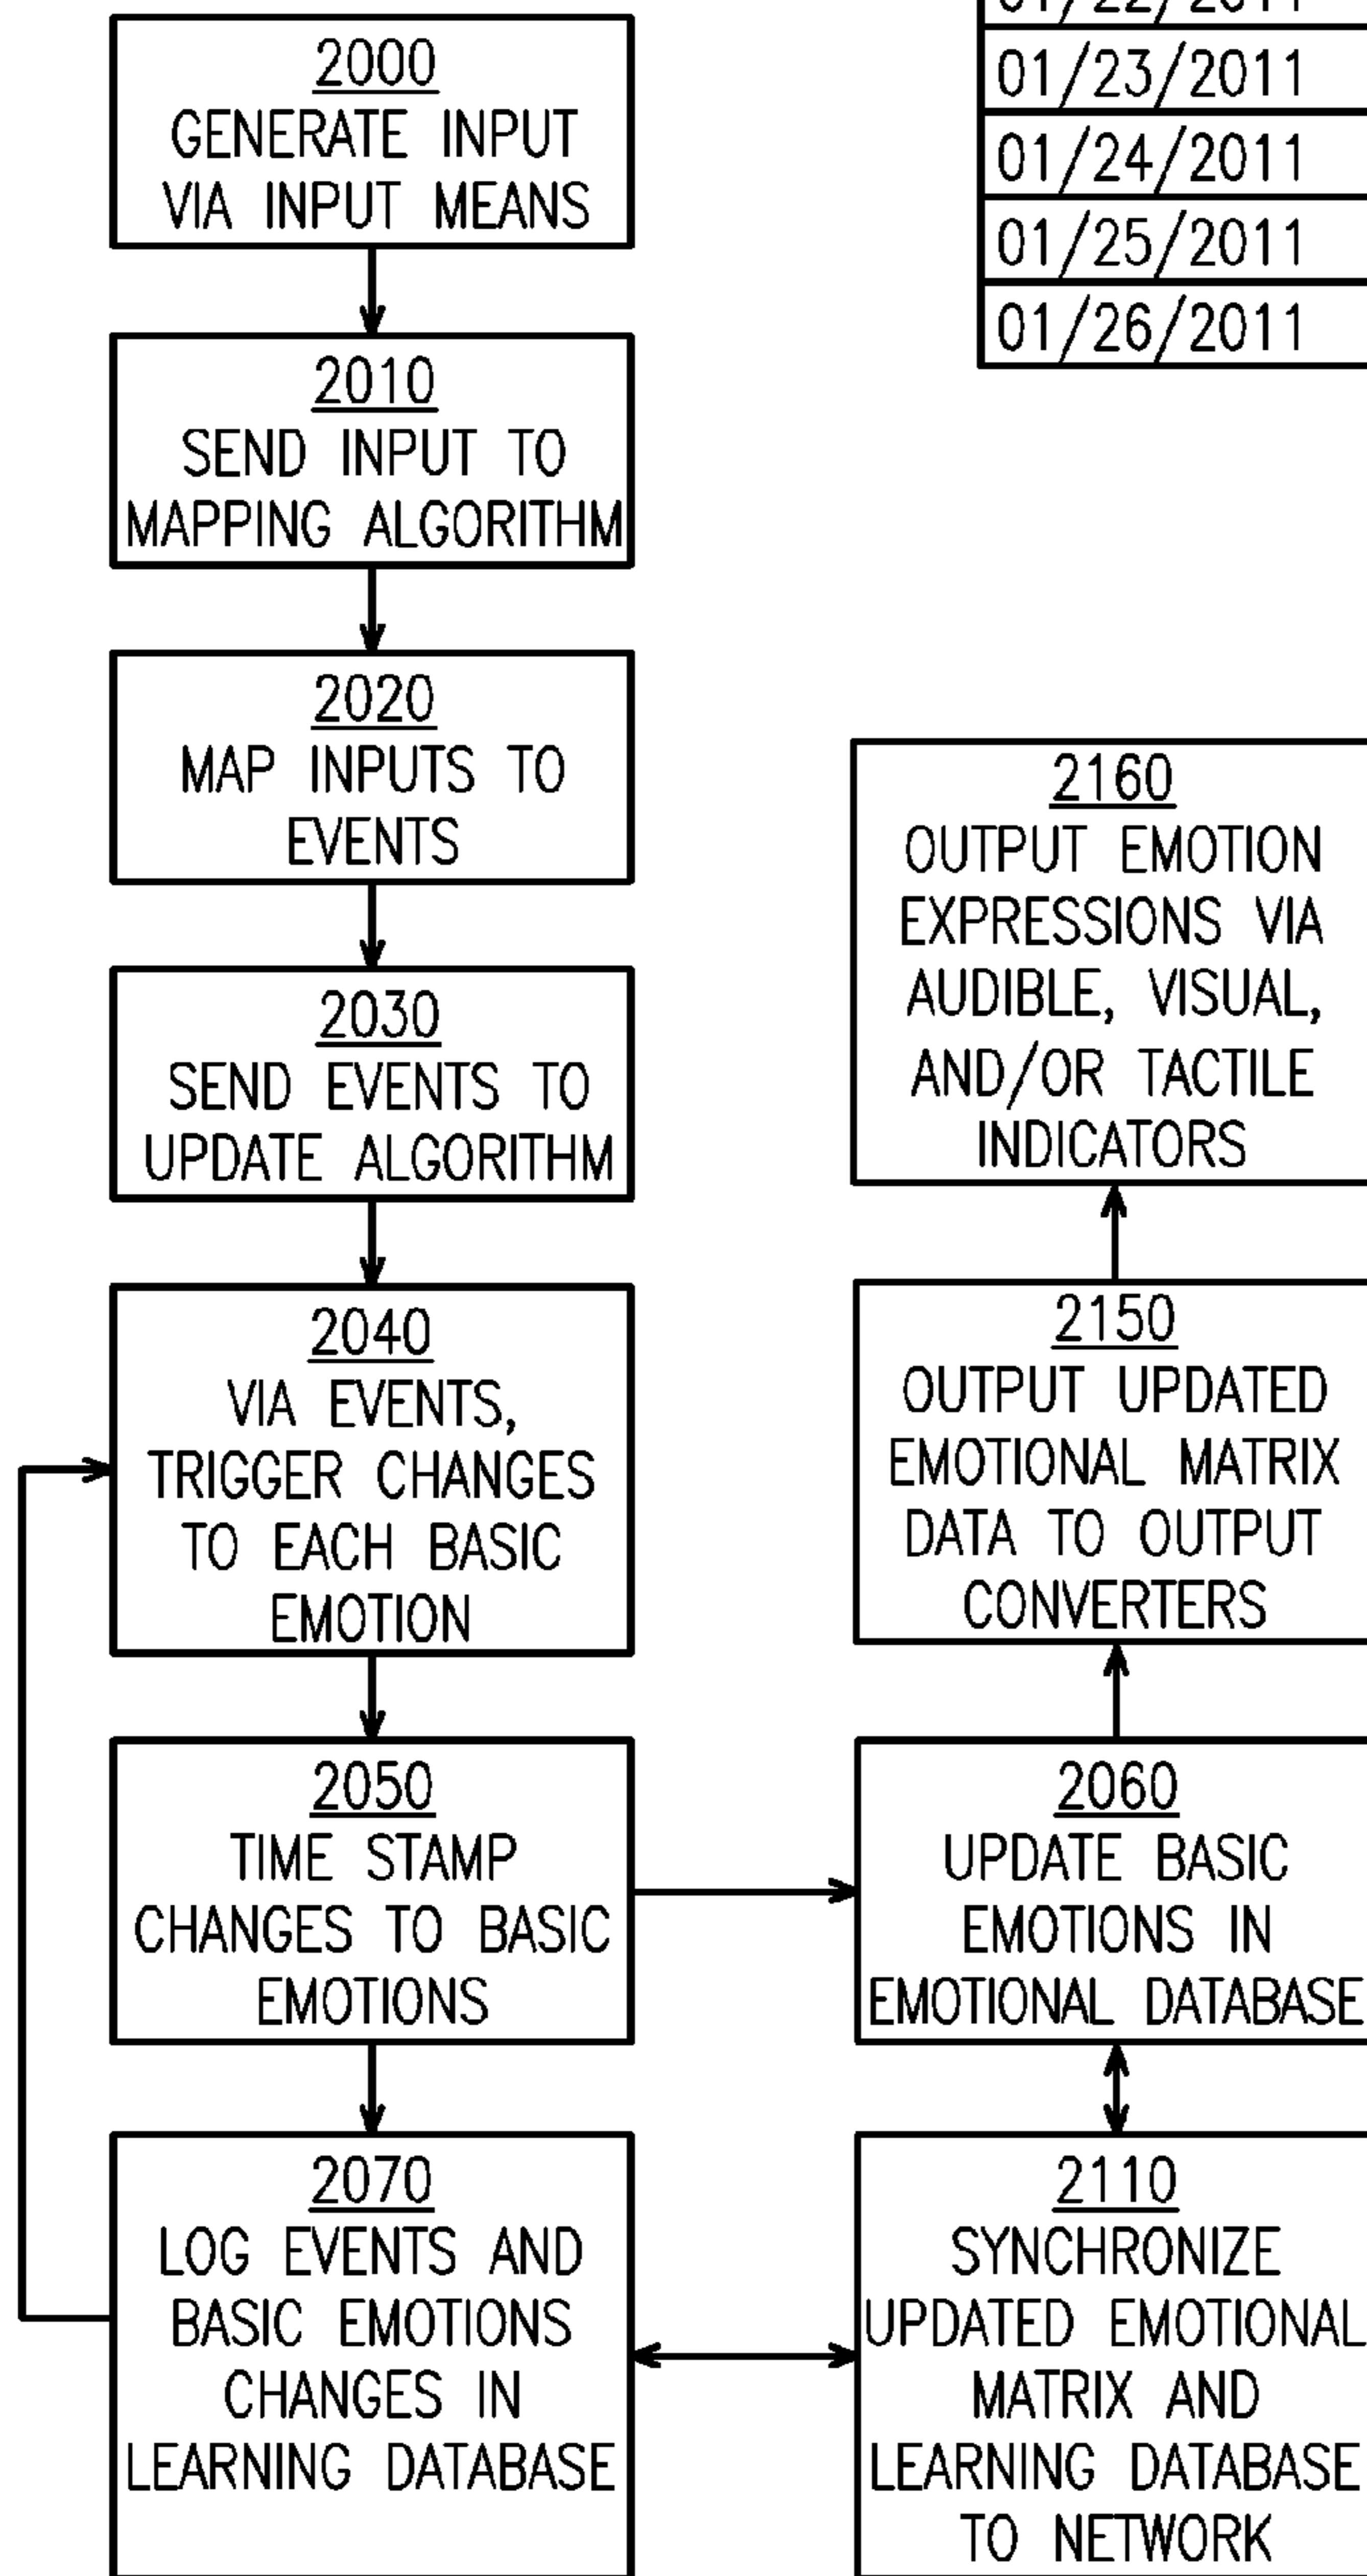 2000
GENERATE INPUT
VIA INPUT MEANS
2010
SEND INPUT TO
MAPPING ALGORITHM
2020
MAP INPUTS TO
EVENTS
2030
SEND EVENTS TO
UPDATE ALGORITHM
2040
VIA EVENTS,
TRIGGER CHANGES
TO EACH BASIC
EMOTION
2050
TIME STAMP
CHANGES TO BASIC
EMOTIONS
2070
LOG EVENTS AND
BASIC EMOTIONS
CHANGES IN
LEARNING DATABASE
01/22/2011
01/23/2011
01/24/2011
01/25/2011
01/26/2011
2160
OUTPUT EMOTION
EXPRESSIONS VIA
AUDIBLE, VISUAL,
AND/OR TACTILE
INDICATORS
2150
OUTPUT UPDATED
EMOTIONAL MATRIX
DATA TO OUTPUT
CONVERTERS
2060
UPDATE BASIC
EMOTIONS IN
EMOTIONAL DATABASE
2110
SYNCHRONIZE
UPDATED EMOTIONAL
MATRIX AND
LEARNING DATABASE
TO NETWORK